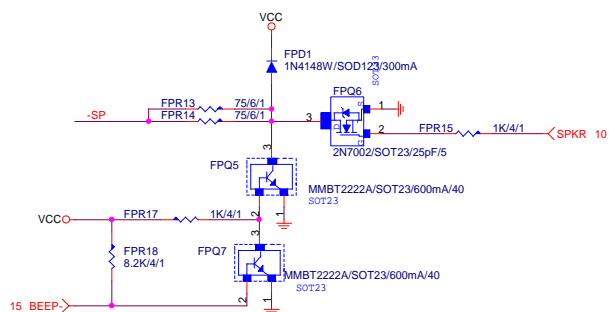 VCC
FPD1
1N4148W/SOD123/300mA
SOT23
FPQ6
FPR13 75/6/1
-SP
FPR14 75/6/1
3
D
S
G
1
2
FPR15 1K/4/1
SPKR 10
2N7002/SOT23/25pF/5
3
FPQ5
MMBT2222A/SOT23/600mA/40
SOT23
2
1
VCC
FPR17 1K/4/1
3
FPR18
8.2K/4/1
FPQ7
MMBT2222A/SOT23/600mA/40
SOT23
15 BEEP-
2
1